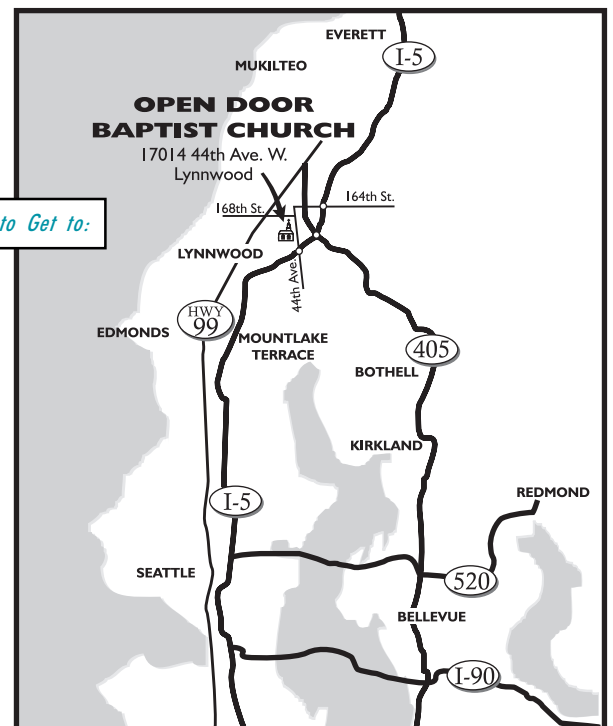 EVERETT
I-5
MUKILTEO
OPEN DOOR
BAPTIST CHURCH
17014 44th Ave. W.
Lynnwood
164th St.
168th St.
to Get to:
LYNNWOOD
44th Ave.
HWY
99
EDMONDS
MOUNTLAKE
TERRACE
405
BOTHELL
KIRKLAND
I-5
REDMOND
SEATTLE
520
BELLEVUE
I-90